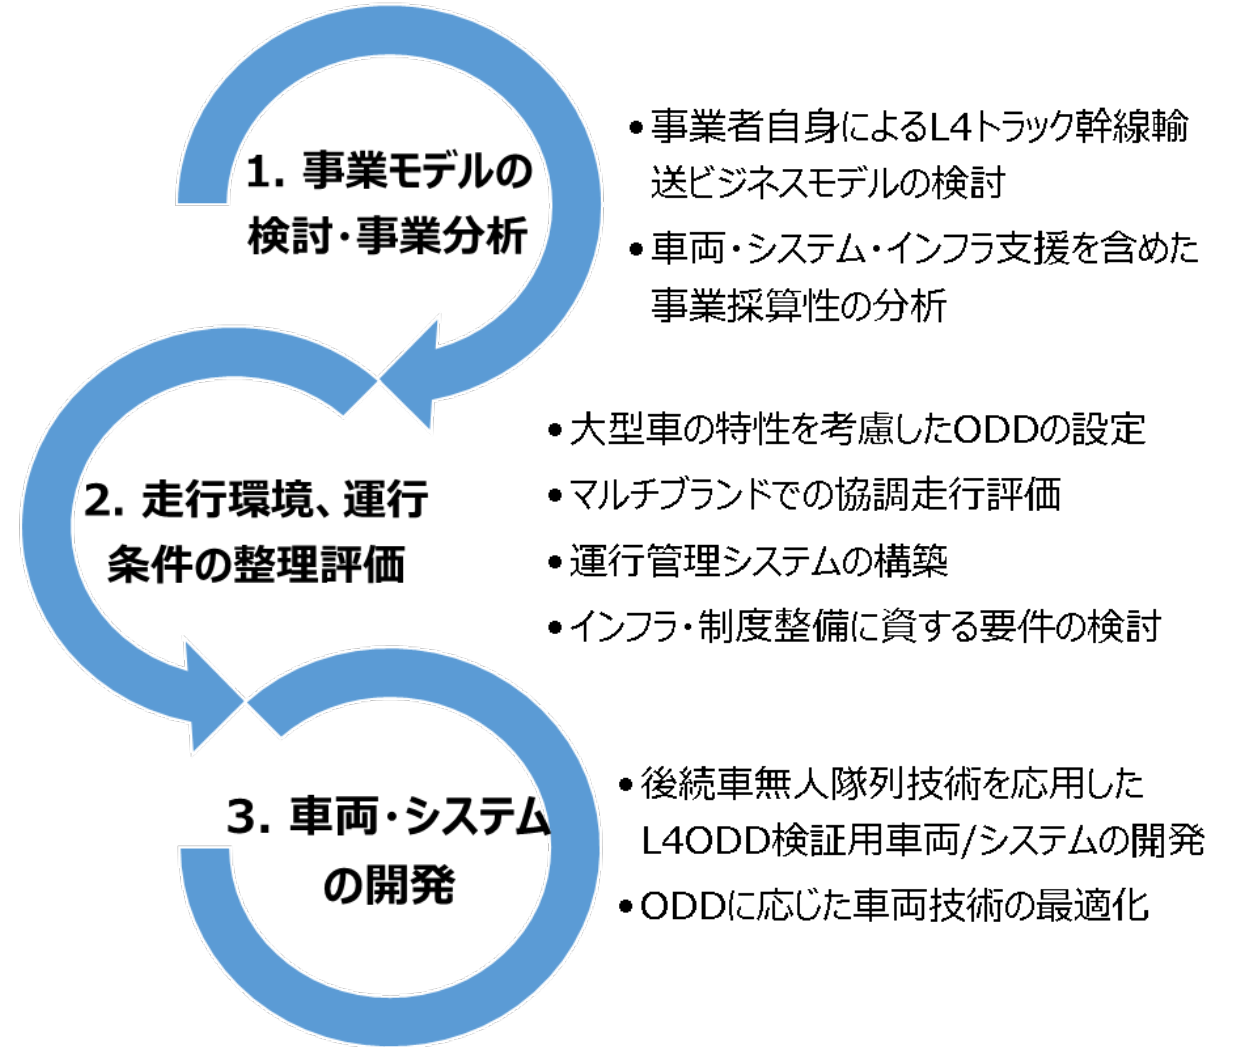 1. 事業モデルの
検討･事業分析
•事業者自身によるL4トラック幹線輸
送ビジネスモデルの検討
•車両・システム・インフラ支援を含めた
事業採算性の分析
2. 走行環境、運行
条件の整理評価
•大型車の特性を考慮したODDの設定
•マルチブランドでの協調走行評価
•運行管理システムの構築
•インフラ・制度整備に資する要件の検討
3. 車両・システム
の開発
•後続車無人隊列技術を応用した
L4ODD検証用車両/システムの開発
•ODDに応じた車両技術の最適化